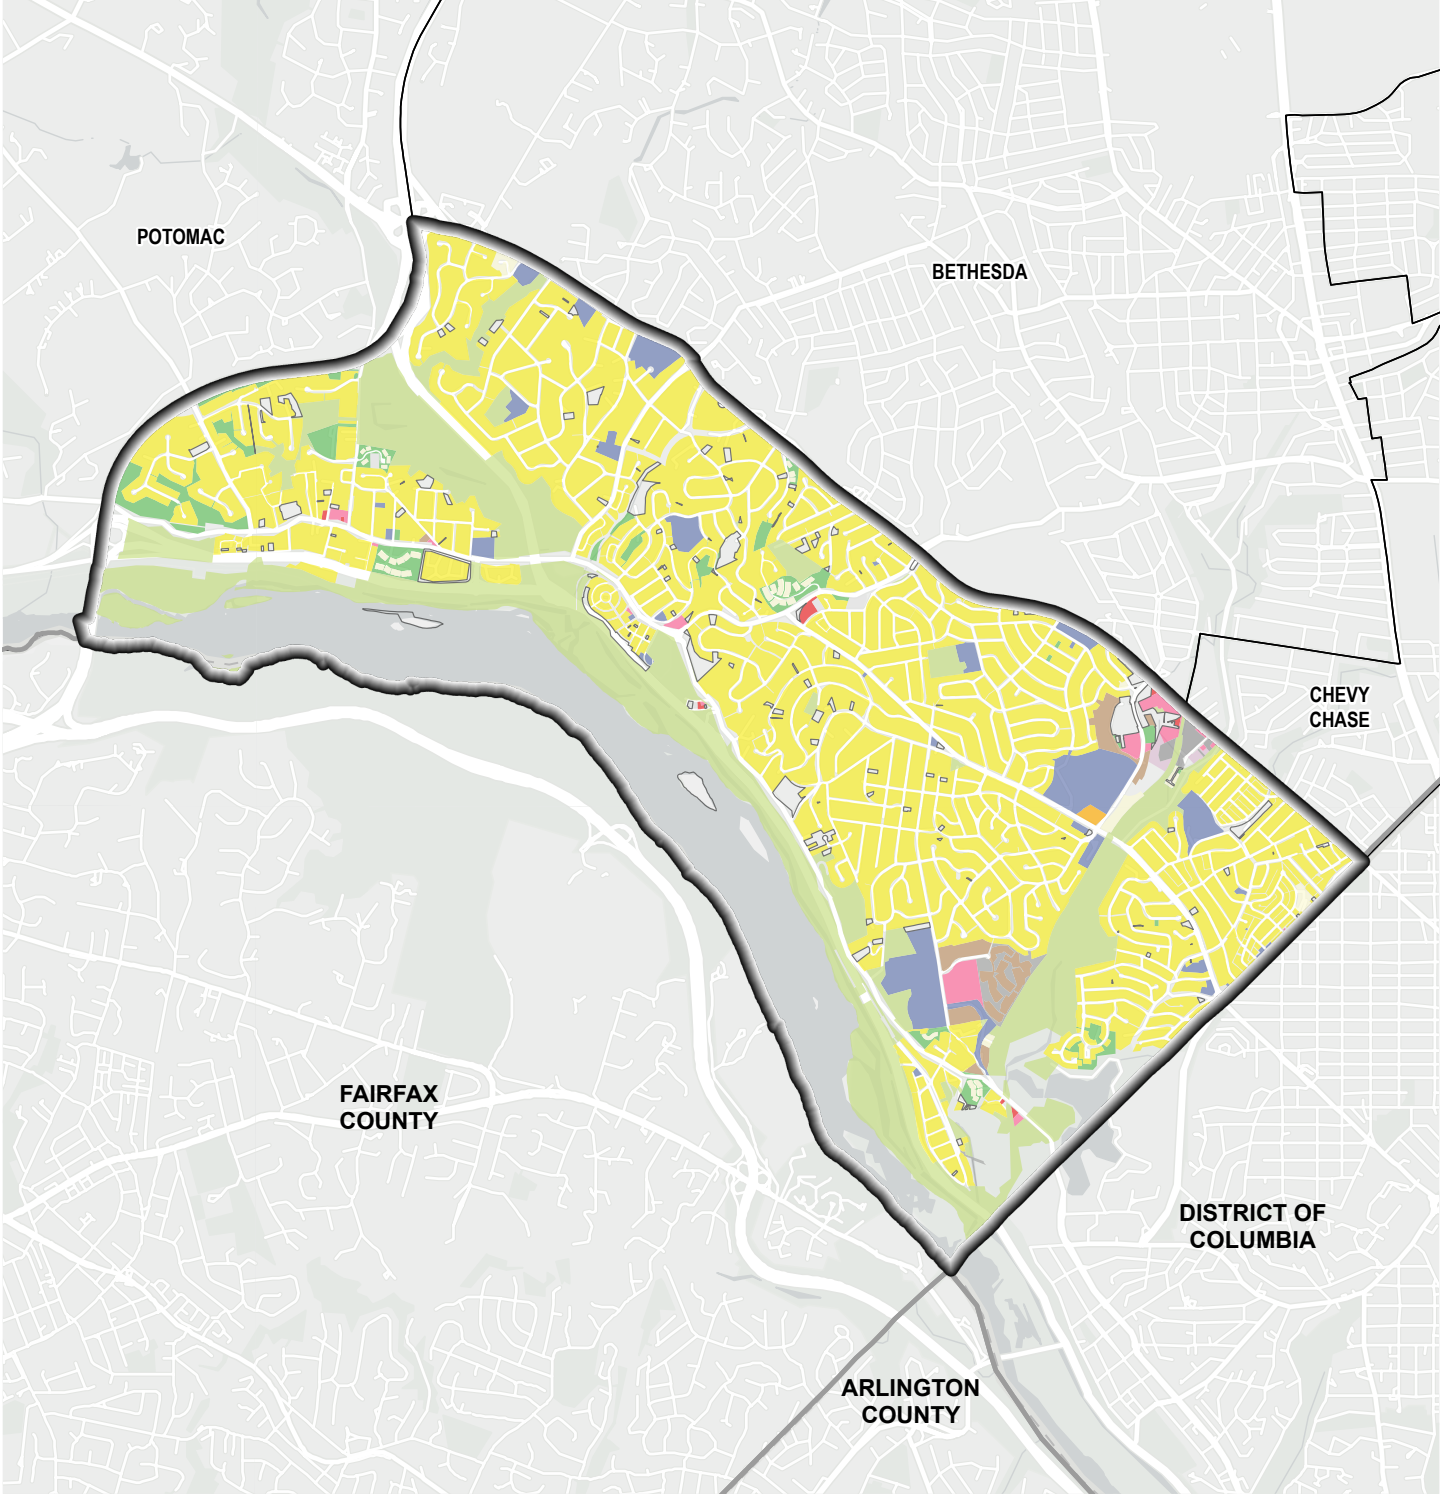 POTOMAC
BETHESDA
CHEVY
CHASE
FAIRFAX
COUNTY
DISTRICT OF
COLUMBIA
ARLINGTON
COUNTY